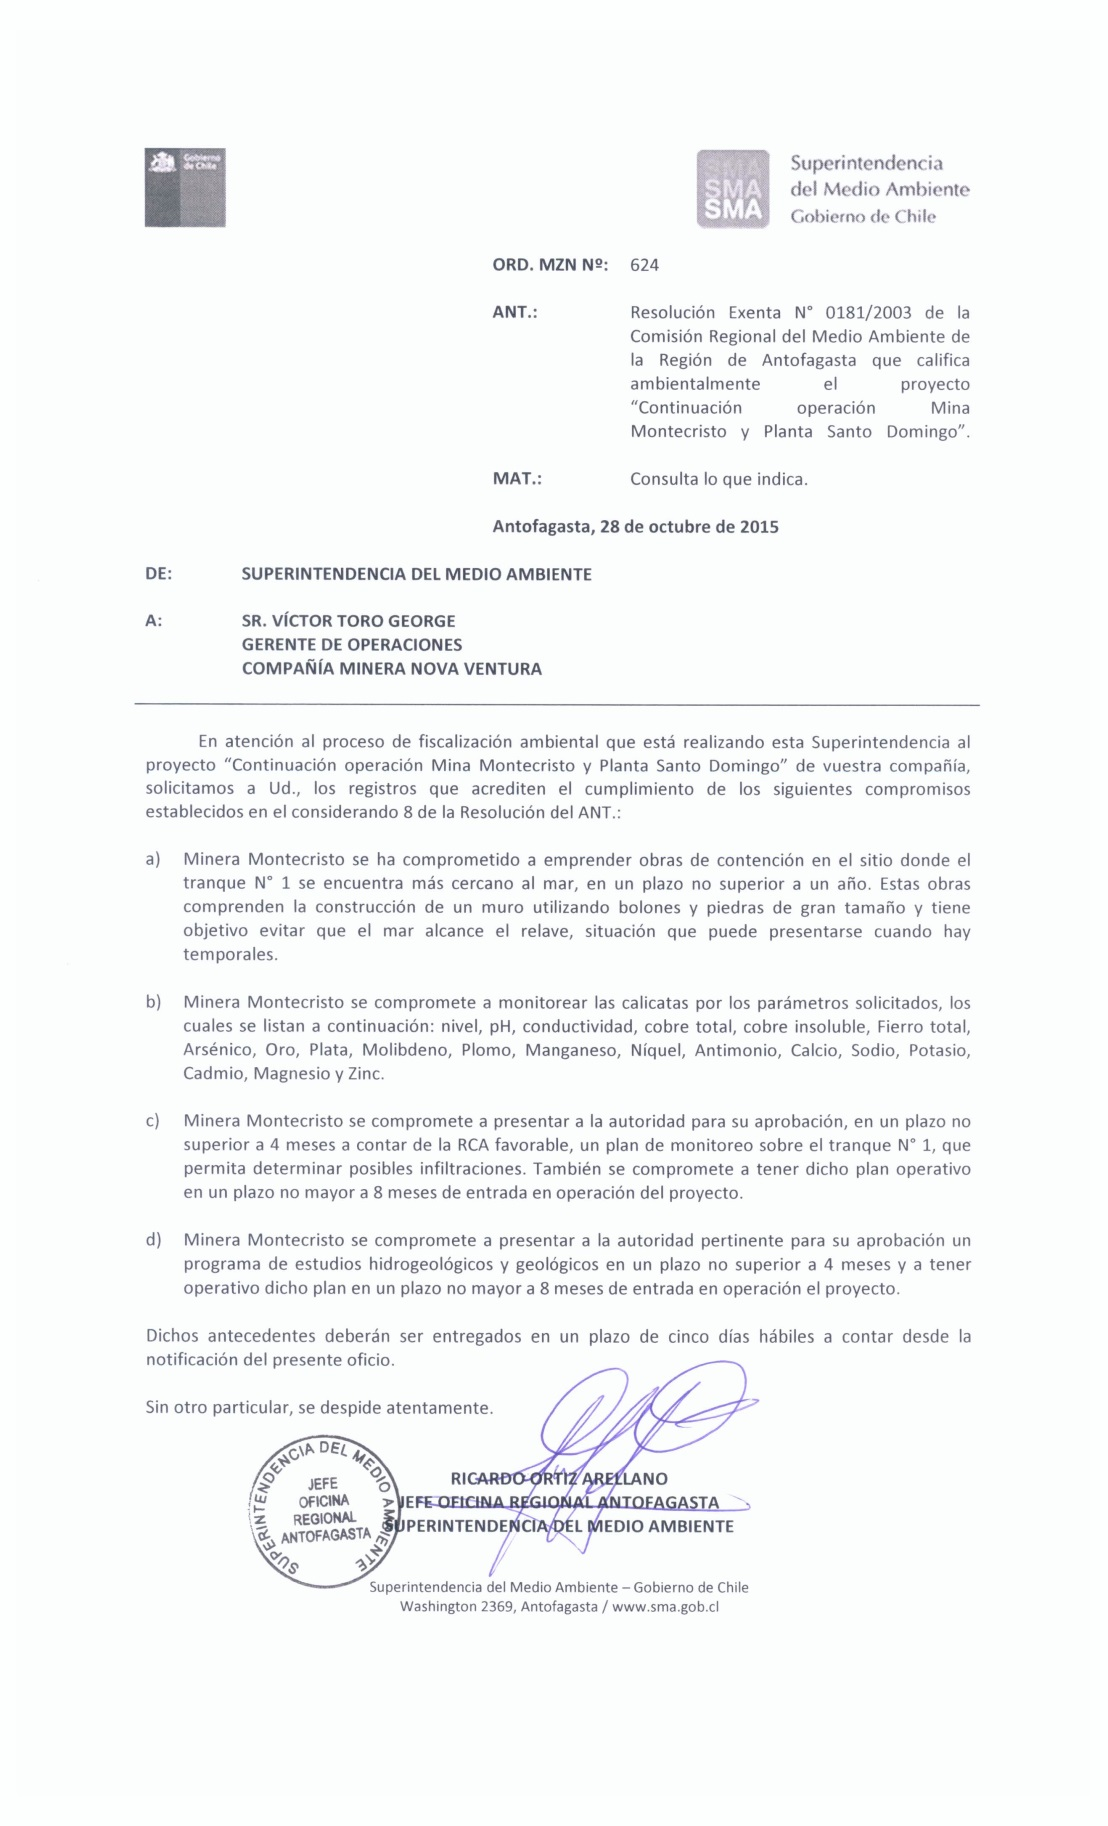 Gobierno
de Chile
SMA
SMA
SMA
Superintendencia
del Medio Ambiente
Gobierno de Chile
ORD. MZN Nº: 624
ANT.: Resolución Exenta N° 0181/2003 de la
Comisión Regional del Medio Ambiente de
la Región de Antofagasta que califica
ambientalmente el proyecto
“Continuación operación Mina
Montecristo y Planta Santo Domingo”.
MAT.: Consulta lo que indica.
Antofagasta, 28 de octubre de 2015
DE: SUPERINTENDENCIA DEL MEDIO AMBIENTE
A: SR. VÍCTOR TORO GEORGE
GERENTE DE OPERACIONES
COMPAÑÍA MINERA NOVA VENTURA
En atención al proceso de fiscalización ambiental que está realizando esta Superintendencia al
proyecto “Continuación operación Mina Montecristo y Planta Santo Domingo” de vuestra compañía,
solicitamos a Ud., los registros que acrediten el cumplimiento de los siguientes compromisos
establecidos en el considerando 8 de la Resolución del ANT.:
a) Minera Montecristo se ha comprometido a emprender obras de contención en el sitio donde el
tranque N° 1 se encuentra más cercano al mar, en un plazo no superior a un año. Estas obras
comprenden la construcción de un muro utilizando bolones y piedras de gran tamaño y tiene
objetivo evitar que el mar alcance el relave, situación que puede presentarse cuando hay
temporales.
b) Minera Montecristo se compromete a monitorear las calicatas por los parámetros solicitados, los
cuales se listan a continuación: nivel, pH, conductividad, cobre total, cobre insoluble, Fierro total,
Arsénico, Oro, Plata, Molibdeno, Plomo, Manganeso, Níquel, Antimonio, Calcio, Sodio, Potasio,
Cadmio, Magnesio y Zinc.
c) Minera Montecristo se compromete a presentar a la autoridad para su aprobación, en un plazo no
superior a 4 meses a contar de la RCA favorable, un plan de monitoreo sobre el tranque N° 1, que
permita determinar posibles infiltraciones. También se compromete a tener dicho plan operativo
en un plazo no mayor a 8 meses de entrada en operación del proyecto.
d) Minera Montecristo se compromete a presentar a la autoridad pertinente para su aprobación un
programa de estudios hidrogeológicos y geológicos en un plazo no superior a 4 meses y a tener
operativo dicho plan en un plazo no mayor a 8 meses de entrada en operación el proyecto.
Dichos antecedentes deberán ser entregados en un plazo de cinco días hábiles a contar desde la
notificación del presente oficio.
Sin otro particular, se despide atentamente.
SUPERINTENDENCIA DEL MEDIO AMBIENTE
JEFE
OFICINA
REGIONAL
ANTOFAGASTA
RICARDO ORTIZ ARELLANO
JEFE OFICINA REGIONAL ANTOFAGASTA
SUPERINTENDENCIA DEL MEDIO AMBIENTE
Superintendencia del Medio Ambiente – Gobierno de Chile
Washington 2369, Antofagasta / www.sma.gob.cl